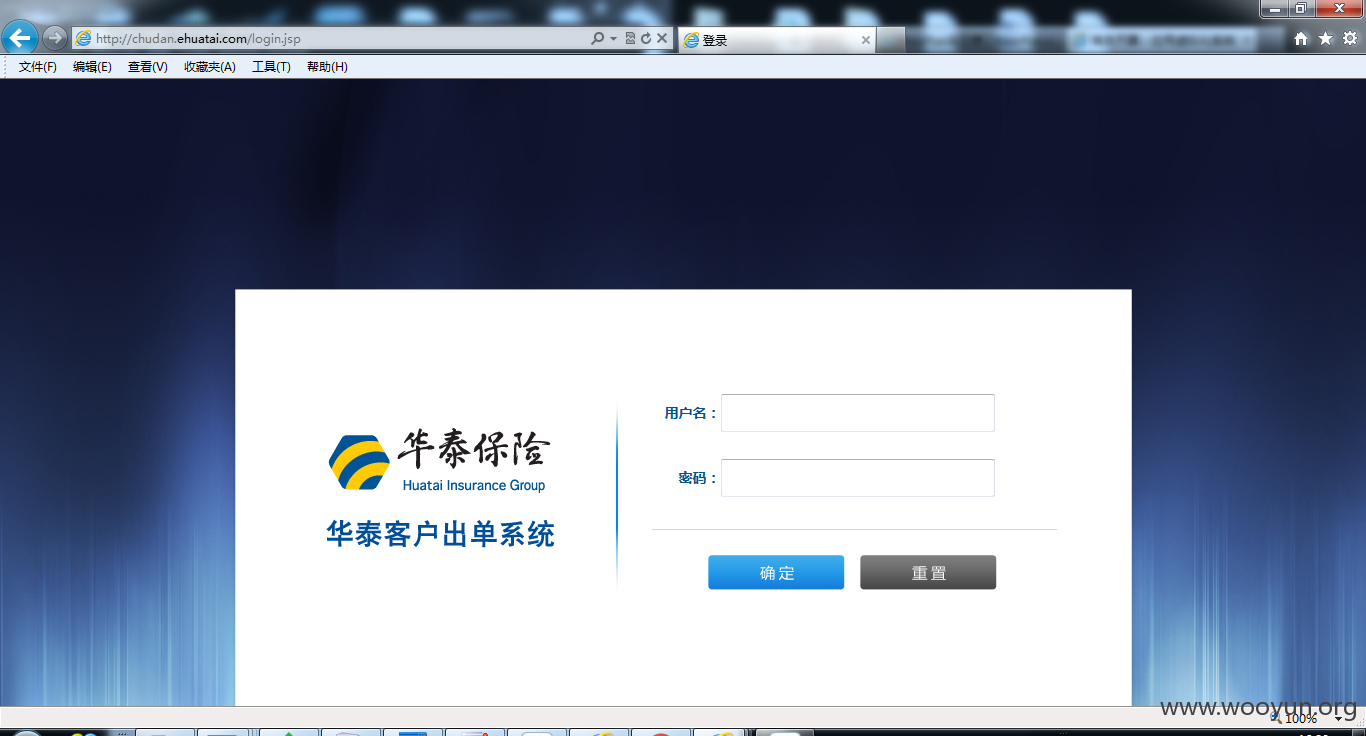 http://chudan.ehuatai.com/login.jsp
登录
文件(F) 编辑(E) 查看(V) 收藏夹(A) 工具(T) 帮助(H)
华泰保险
Huatai Insurance Group
华泰客户出单系统
用户名：
密码：
确定 重置
www.wooyun.org
100%